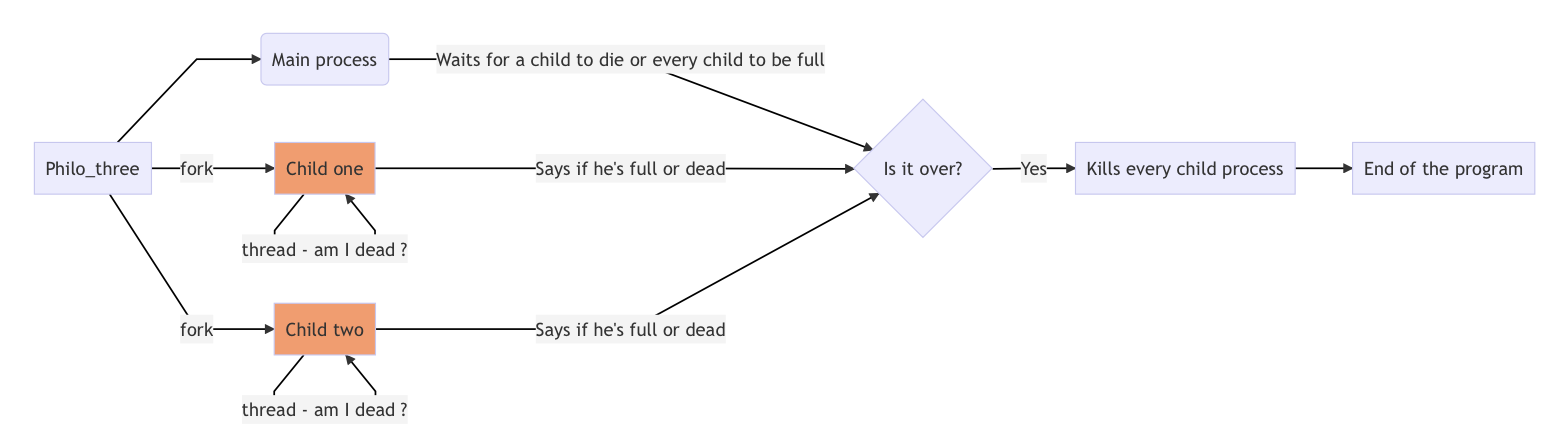 Main process
Waits for a child to die or every child to be full
Philo_three
fork
Child one
Says if he's full or dead
Is it over?
Yes
Kills every child process
End of the program
thread - am I dead ?
fork
Child two
Says if he's full or dead
thread - am I dead ?